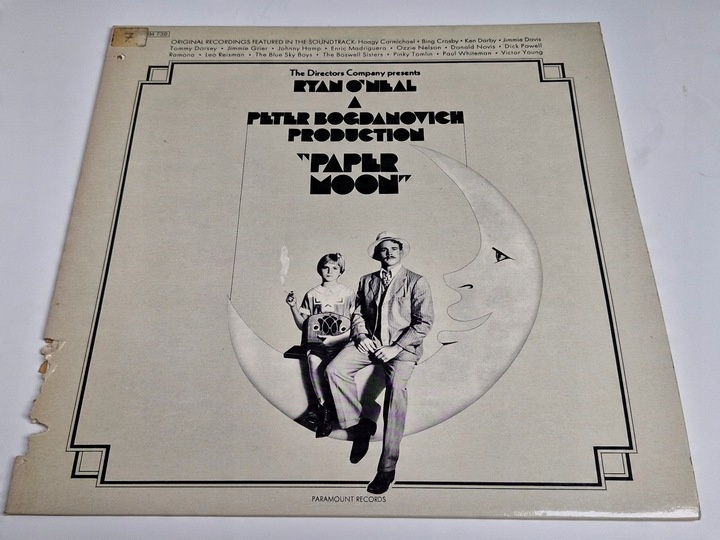 7
ORIGINAL RECORDINGS FEATURED IN THE SOUNDTRACK. Hoagy Carmichael • Bing Crosby • Ken Darby • Jimmie Davis
Tommy Dorsey • Jimmie Grier • Johnny Hamp • Enric Madriguera • Ozzie Nelson • Donald Novis • Dick Powell
Ramona • Leo Reisman • The Blue Sky Boys • The Boswell Sisters • Pinky Tomlin • Paul Whiteman • Victor Young
The Directors Company presents
RYAN O'NEAL
A
PETER BOGDANOVICH
PRODUCTION
"PAPER
MOON"
PARAMOUNT RECORDS